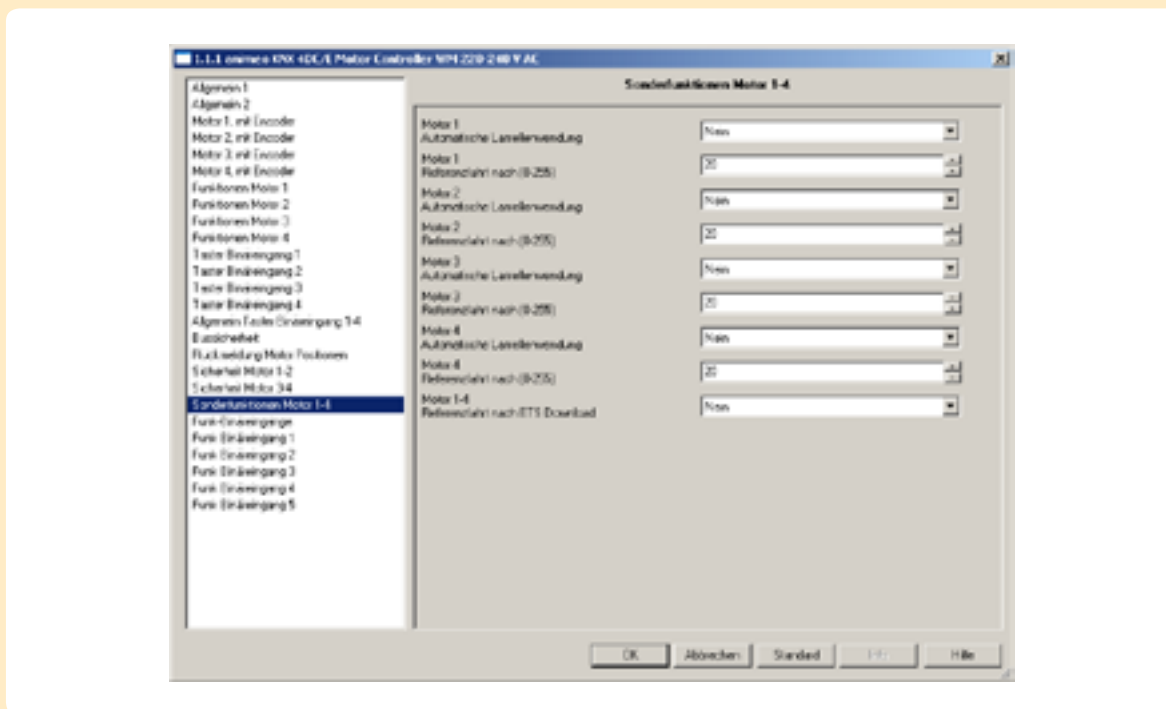 1.1.1 animeo KNX 4DC/E Motor Controller WM 220-240 V AC
Allgemein 1
Allgemein 2
Motor 1, mit Encoder
Motor 2, mit Encoder
Motor 3, mit Encoder
Motor 4, mit Encoder
Funktionen Motor 1
Funktionen Motor 2
Funktionen Motor 3
Funktionen Motor 4
Taster Binäreingang 1
Taster Binäreingang 2
Taster Binäreingang 3
Taster Binäreingang 4
Allgemein Taster Binäreingang 1-4
Bussicherheit
Rückmeldung Motor Positionen
Sicherheit Motor 1-2
Sicherheit Motor 3-4
Sonderfunktionen Motor 1-4
Funk-Binäreingänge
Funk Binäreingang 1
Funk Binäreingang 2
Funk Binäreingang 3
Funk Binäreingang 4
Funk Binäreingang 5
Sonderfunktionen Motor 1-4
Motor 1
Automatische Lamellenwendung
Nein
Motor 1
Referenzfahrt nach (0-255)
20
Motor 2
Automatische Lamellenwendung
Nein
Motor 2
Referenzfahrt nach (0-255)
20
Motor 3
Automatische Lamellenwendung
Nein
Motor 3
Referenzfahrt nach (0-255)
20
Motor 4
Automatische Lamellenwendung
Nein
Motor 4
Referenzfahrt nach (0-255)
20
Motor 1-4
Referenzfahrt nach ETS Download
Nein
OK
Abbrechen
Standard
Info
Hilfe